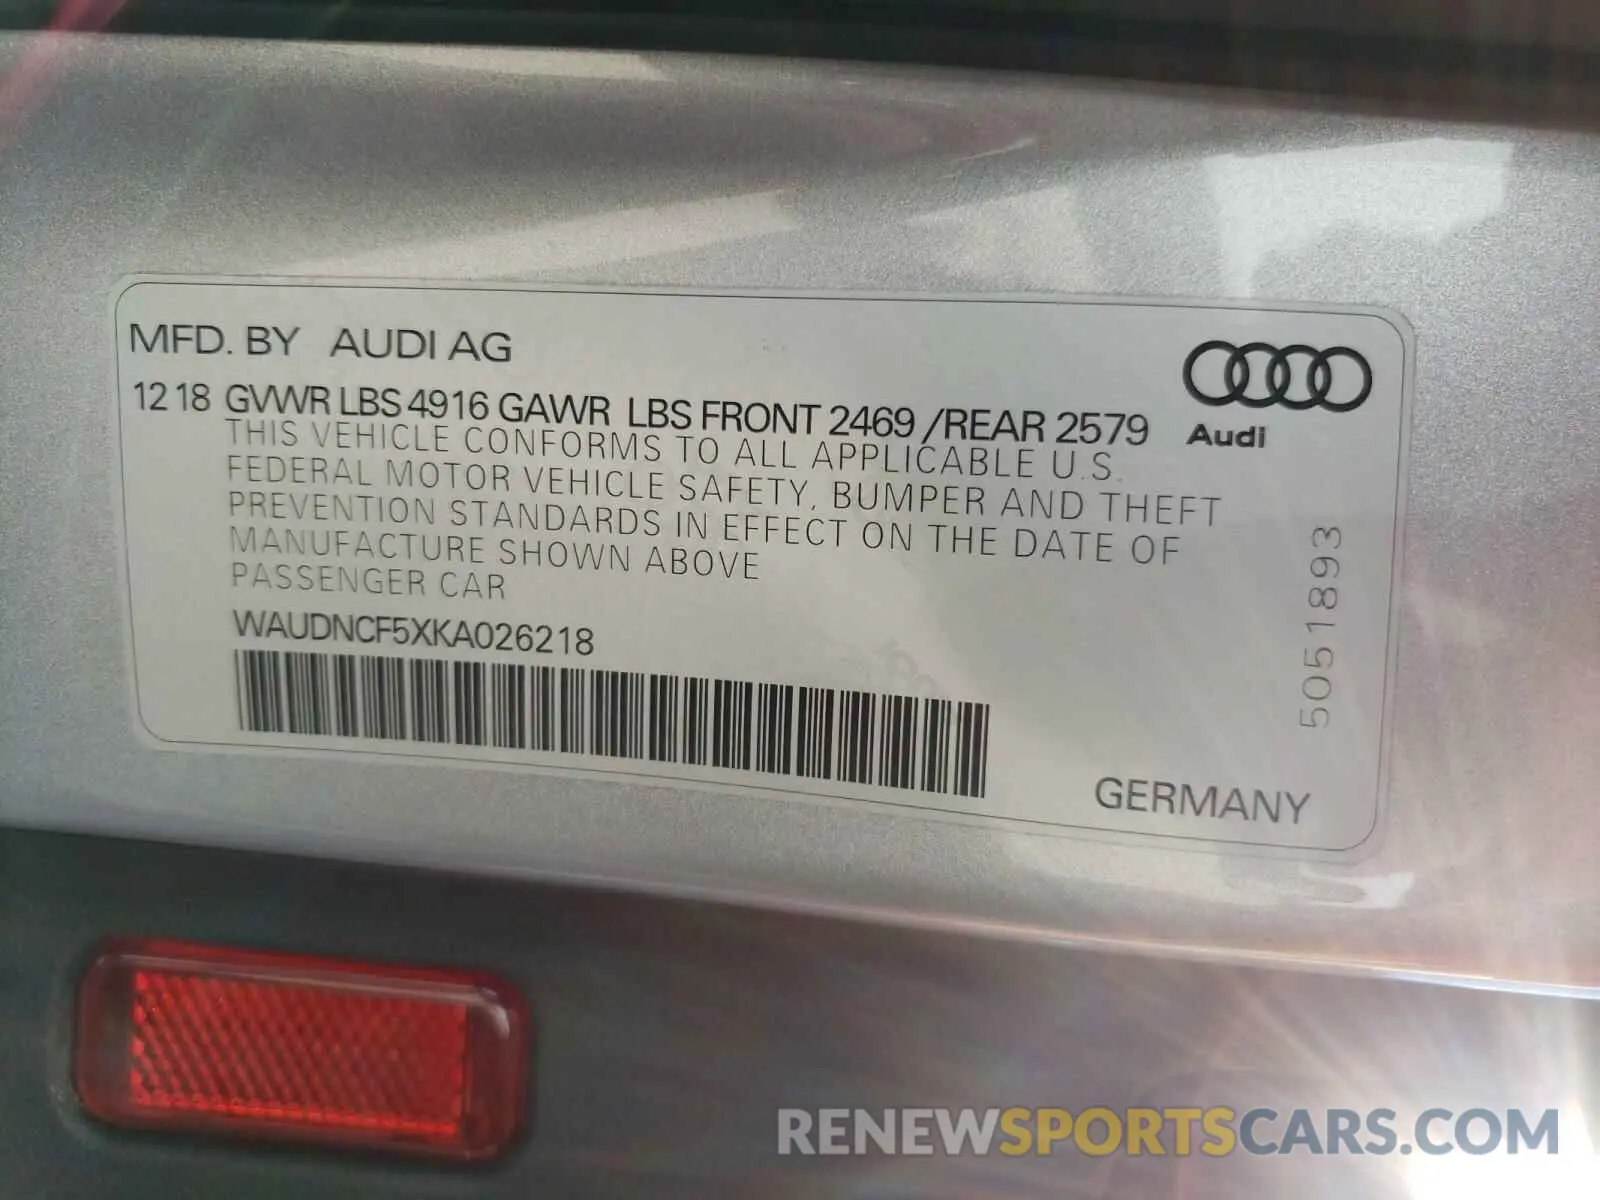 MFD. BY AUDI AG
12 18 GVWR LBS 4916 GAWR LBS FRONT 2469 /REAR 2579
THIS VEHICLE CONFORMS TO ALL APPLICABLE U.S.
FEDERAL MOTOR VEHICLE SAFETY, BUMPER AND THEFT
PREVENTION STANDARDS IN EFFECT ON THE DATE OF
MANUFACTURE SHOWN ABOVE
PASSENGER CAR
WAUDNCF5XKA026218
Audi
5051893
GERMANY
RENEWSPORTSCARS.COM